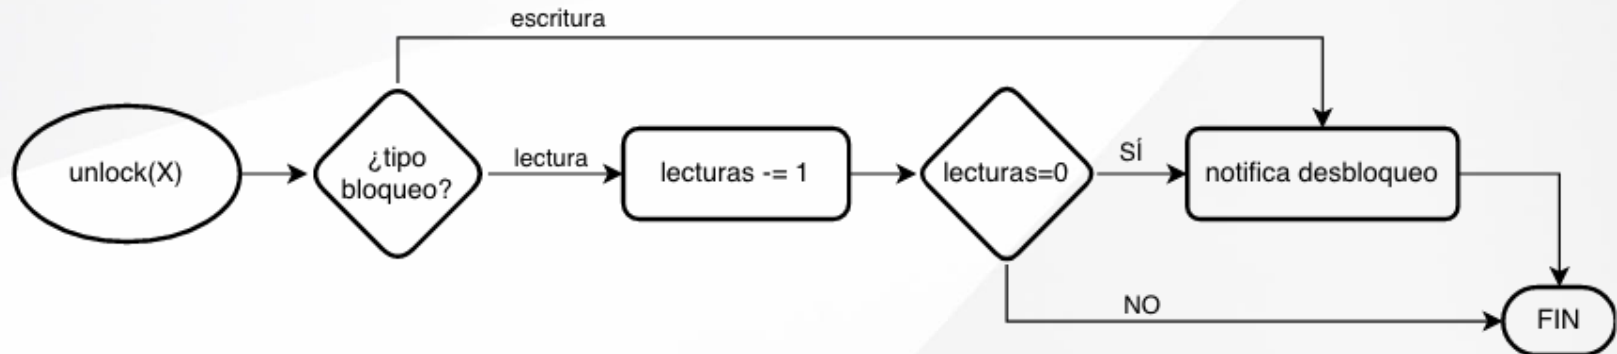 escritura
unlock(X)
¿tipo
bloqueo?
lectura
lecturas -= 1
lecturas=0
SÍ
notifica desbloqueo
NO
FIN